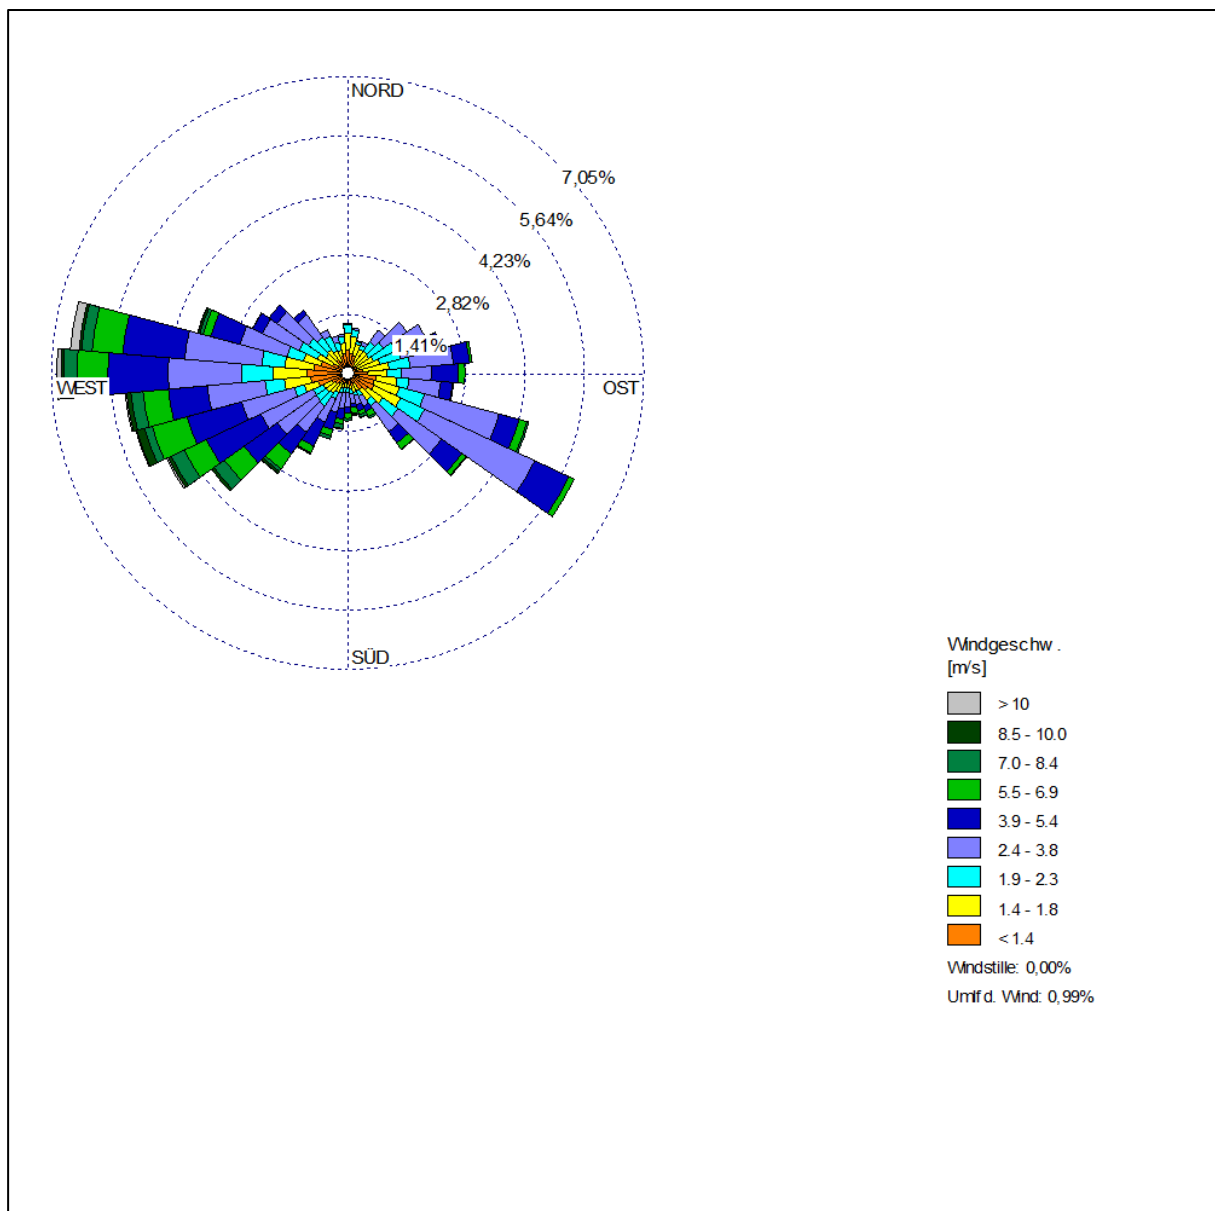 NORD
7,05%
5,64%
4,23%
2,82%
1,41%
WEST
OST
SÜD
Windgeschw .
[m/s]
> 10
8.5 - 10.0
7.0 - 8.4
5.5 - 6.9
3.9 - 5.4
2.4 - 3.8
1.9 - 2.3
1.4 - 1.8
< 1.4
Windstille: 0,00%
Umlfd. Wind: 0,99%